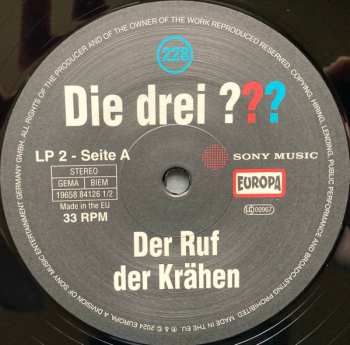 228
Die drei ???
LP 2 - Seite A
STEREO
GEMA BIEM
19658 84126 1/2
Made in the EU
33 RPM
SONY MUSIC
EUROPA
LC 00967
Der Ruf
der Krähen
ALL RIGHTS OF THE PRODUCER AND OF THE OWNER OF THE WORK REPRODUCED RESERVED. UNAUTHORIZED COPYING, HIRING, LENDING, PUBLIC PERFORMANCE AND BROADCASTING PROHIBITED. MADE IN THE EU. ℗ & © 2024 EUROPA, A DIVISION OF SONY MUSIC ENTERTAINMENT GERMANY GMBH.